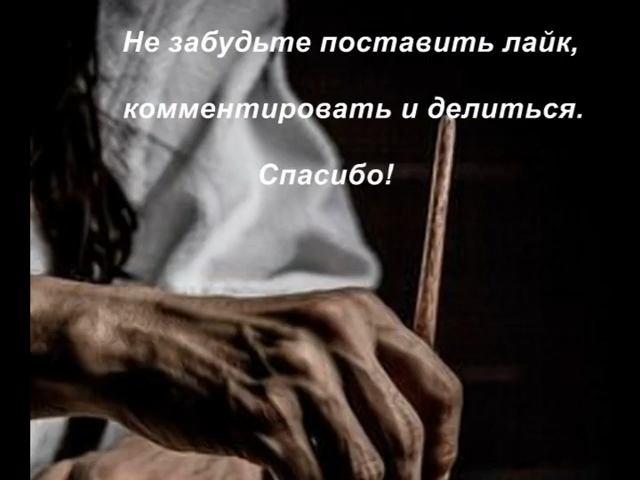 Не забудьте поставить лайк,
комментировать и делиться.
Спасибо!